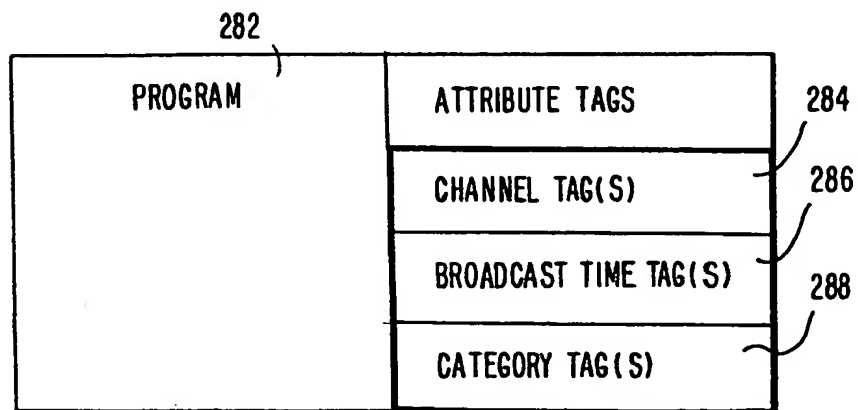 282
PROGRAM
ATTRIBUTE TAGS
284
CHANNEL TAG(S)
286
BROADCAST TIME TAG(S)
288
CATEGORY TAG(S)